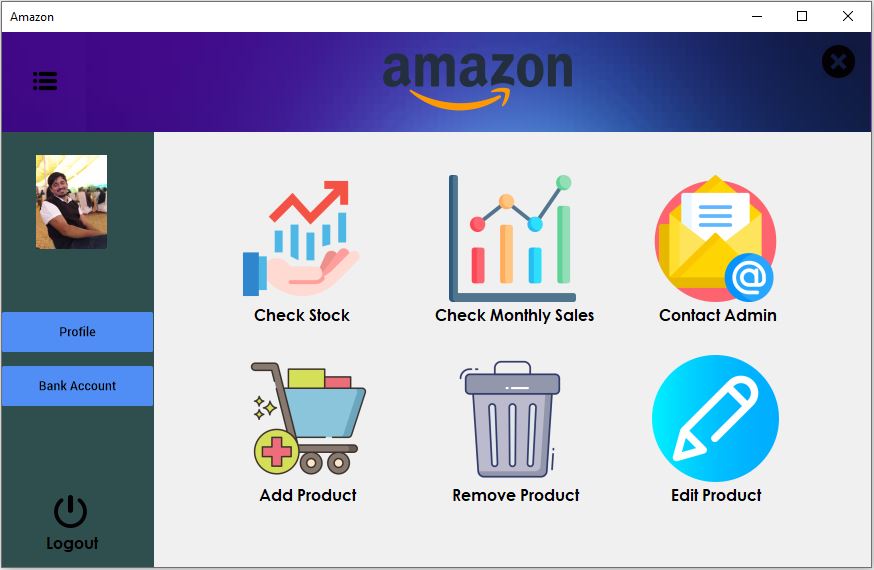 Amazon
amazon
Check Stock
Check Monthly Sales
Contact Admin
Profile
Bank Account
Add Product
Remove Product
Edit Product
Logout